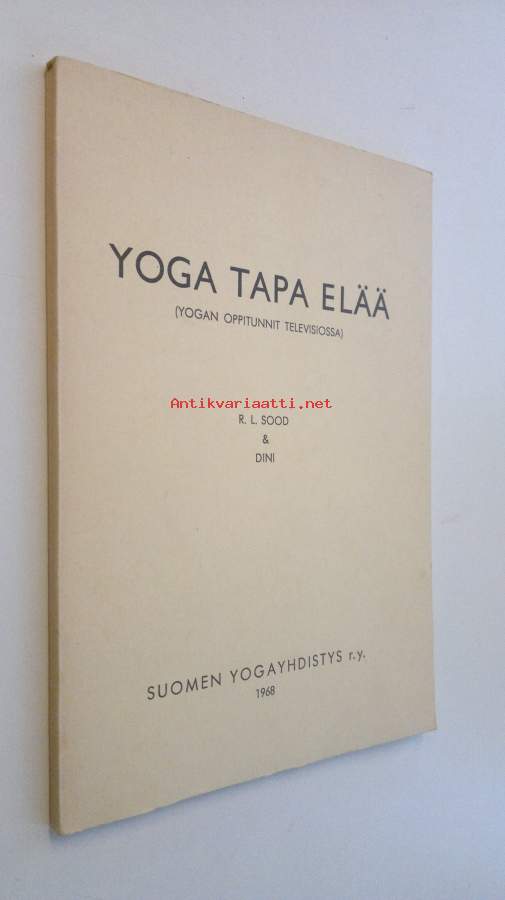 YOGA TAPA ELÄÄ
(YOGAN OPPITUNNIT TELEVISIOSSA)
Antikvariaatti.net
R. L. SOOD
&
DINI
SUOMEN YOGAYHDISTYS r.y.
1968